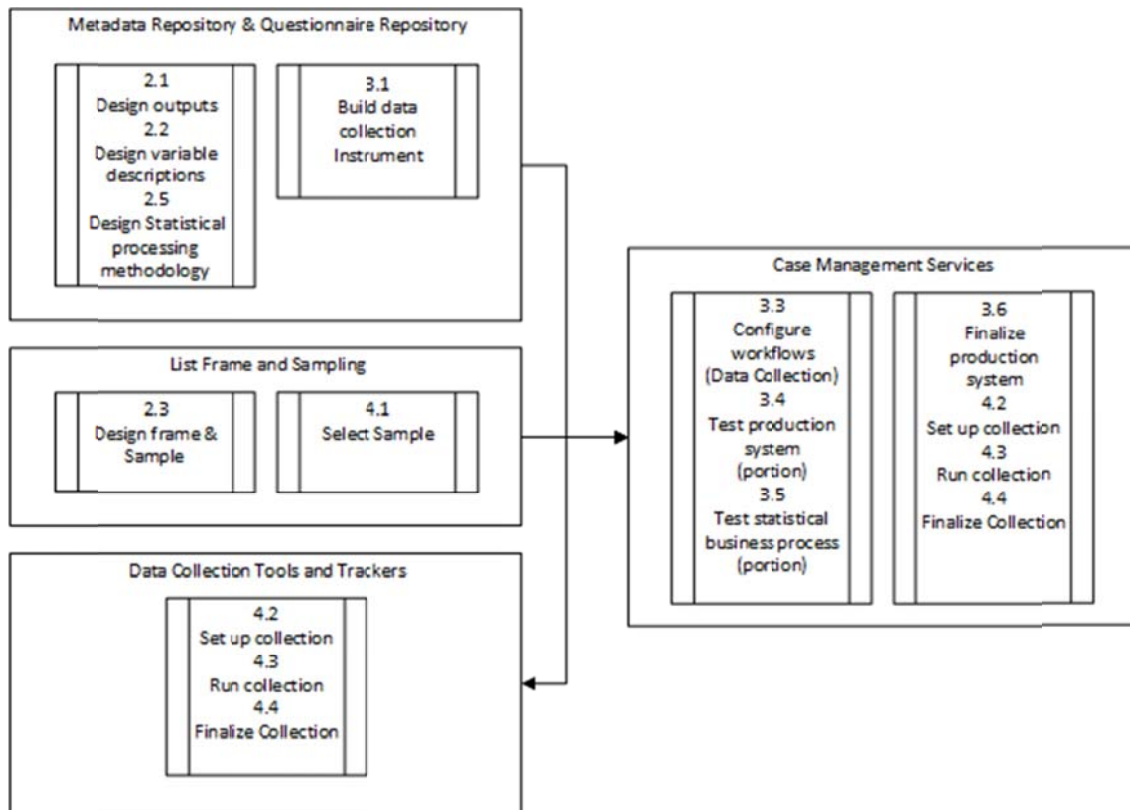 Metadata Repository & Questionnaire Repository
2.1
Design outputs
2.2
Design variable
descriptions
2.5
Design Statistical
processing
methodology
3.1
Build data
collection
Instrument
List Frame and Sampling
2.3
Design frame &
Sample
4.1
Select Sample
Data Collection Tools and Trackers
4.2
Set up collection
4.3
Run collection
4.4
Finalize Collection
Case Management Services
3.3
Configure
workflows
(Data Collection)
3.4
Test production
system
(portion)
3.5
Test statistical
business process
(portion)
3.6
Finalize
production
system
4.2
Set up collection
4.3
Run collection
4.4
Finalize Collection